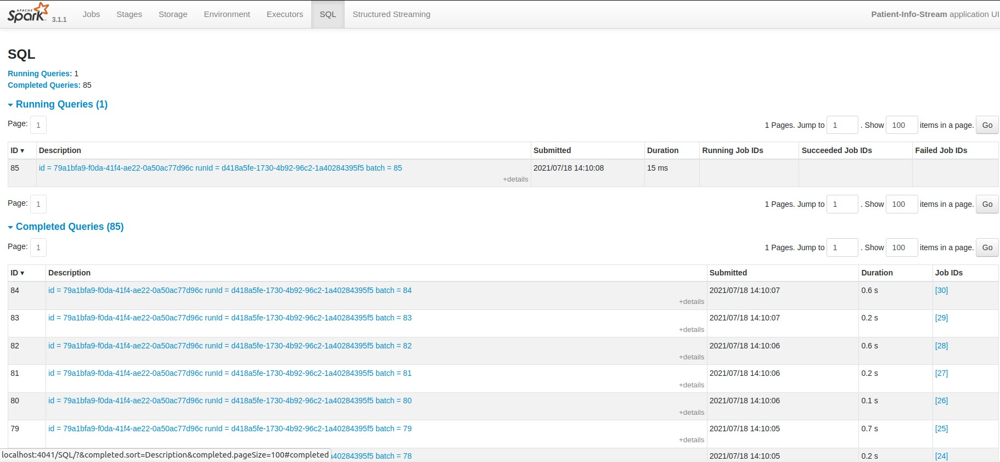 APACHE
Spark 3.1.1 Jobs Stages Storage Environment Executors SQL Structured Streaming Patient-Info-Stream application UI
SQL
Running Queries: 1
Completed Queries: 85
Running Queries (1)
Page: 1 1 Pages. Jump to 1 . Show 100 items in a page. Go
ID ▾ Description Submitted Duration Running Job IDs Succeeded Job IDs Failed Job IDs
85 id = 79a1bfa9-f0da-41f4-ae22-0a50ac77d96c runId = d418a5fe-1730-4b92-96c2-1a40284395f5 batch = 85 2021/07/18 14:10:08 15 ms
+details
Page: 1 1 Pages. Jump to 1 . Show 100 items in a page. Go
Completed Queries (85)
Page: 1 1 Pages. Jump to 1 . Show 100 items in a page. Go
ID ▾ Description Submitted Duration Job IDs
84 id = 79a1bfa9-f0da-41f4-ae22-0a50ac77d96c runId = d418a5fe-1730-4b92-96c2-1a40284395f5 batch = 84 2021/07/18 14:10:07 0.6 s [30]
+details
83 id = 79a1bfa9-f0da-41f4-ae22-0a50ac77d96c runId = d418a5fe-1730-4b92-96c2-1a40284395f5 batch = 83 2021/07/18 14:10:07 0.2 s [29]
+details
82 id = 79a1bfa9-f0da-41f4-ae22-0a50ac77d96c runId = d418a5fe-1730-4b92-96c2-1a40284395f5 batch = 82 2021/07/18 14:10:06 0.6 s [28]
+details
81 id = 79a1bfa9-f0da-41f4-ae22-0a50ac77d96c runId = d418a5fe-1730-4b92-96c2-1a40284395f5 batch = 81 2021/07/18 14:10:06 0.2 s [27]
+details
80 id = 79a1bfa9-f0da-41f4-ae22-0a50ac77d96c runId = d418a5fe-1730-4b92-96c2-1a40284395f5 batch = 80 2021/07/18 14:10:06 0.1 s [26]
+details
79 id = 79a1bfa9-f0da-41f4-ae22-0a50ac77d96c runId = d418a5fe-1730-4b92-96c2-1a40284395f5 batch = 79 2021/07/18 14:10:05 0.7 s [25]
+details
localhost:4041/SQL/?&completed.sort=Description&completed.pageSize=100#completed a40284395f5 batch = 78 2021/07/18 14:10:05 0.2 s [24]